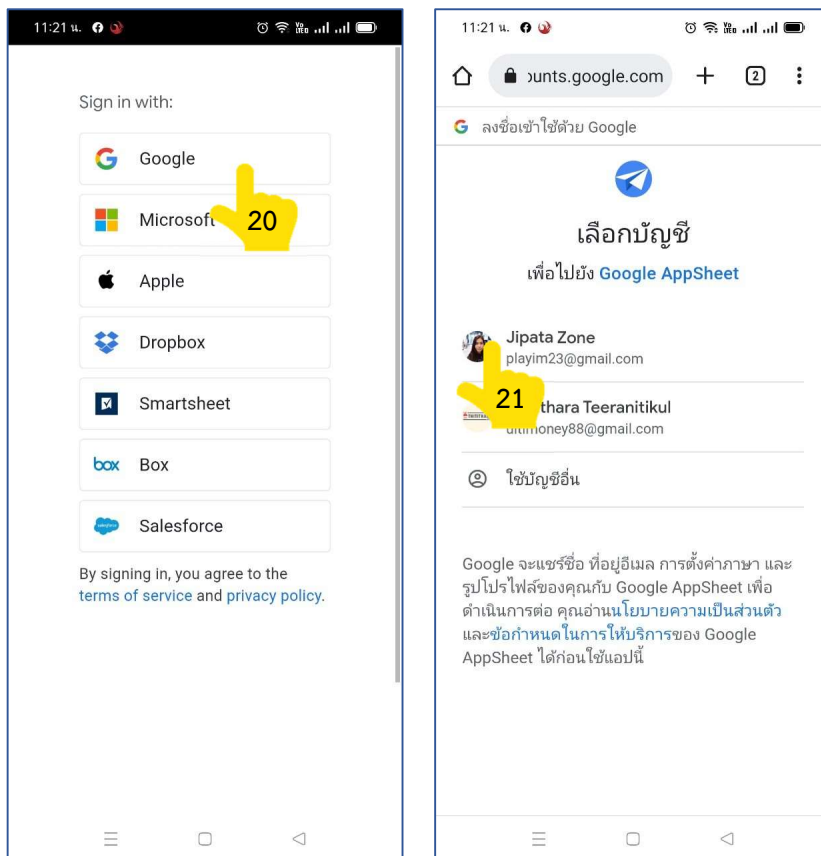 11:21 น.
Sign in with:
Google
Microsoft
20
Apple
Dropbox
Smartsheet
box Box
Salesforce
By signing in, you agree to the
terms of service and privacy policy.
11:21 น.
ounts.google.com
2
ลงชื่อเข้าใช้ด้วย Google
เลือกบัญชี
เพื่อไปยัง Google AppSheet
Jipata Zone
playim23@gmail.com
21
thara Teeranitikul
ultimoney88@gmail.com
ใช้บัญชีอื่น
Google จะแชร์ชื่อ ที่อยู่อีเมล การตั้งค่าภาษา และ
รูปโปรไฟล์ของคุณกับ Google AppSheet เพื่อ
ดำเนินการต่อ คุณอ่านนโยบายความเป็นส่วนตัว
และข้อกำหนดในการให้บริการของ Google
AppSheet ได้ก่อนใช้แอปนี้